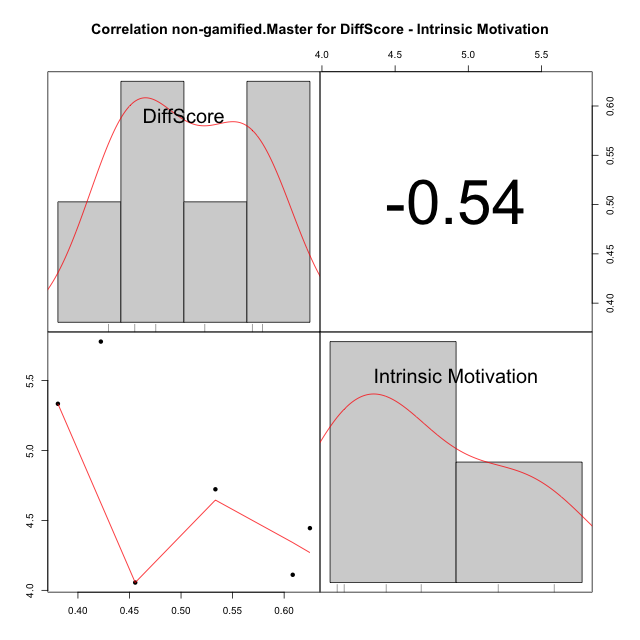 Correlation non-gamified.Master for DiffScore - Intrinsic Motivation
4.0 4.5 5.0 5.5
DiffScore
-0.54
0.60
0.55
0.50
0.45
0.40
Intrinsic Motivation
5.5
5.0
4.5
4.0
0.40 0.45 0.50 0.55 0.60